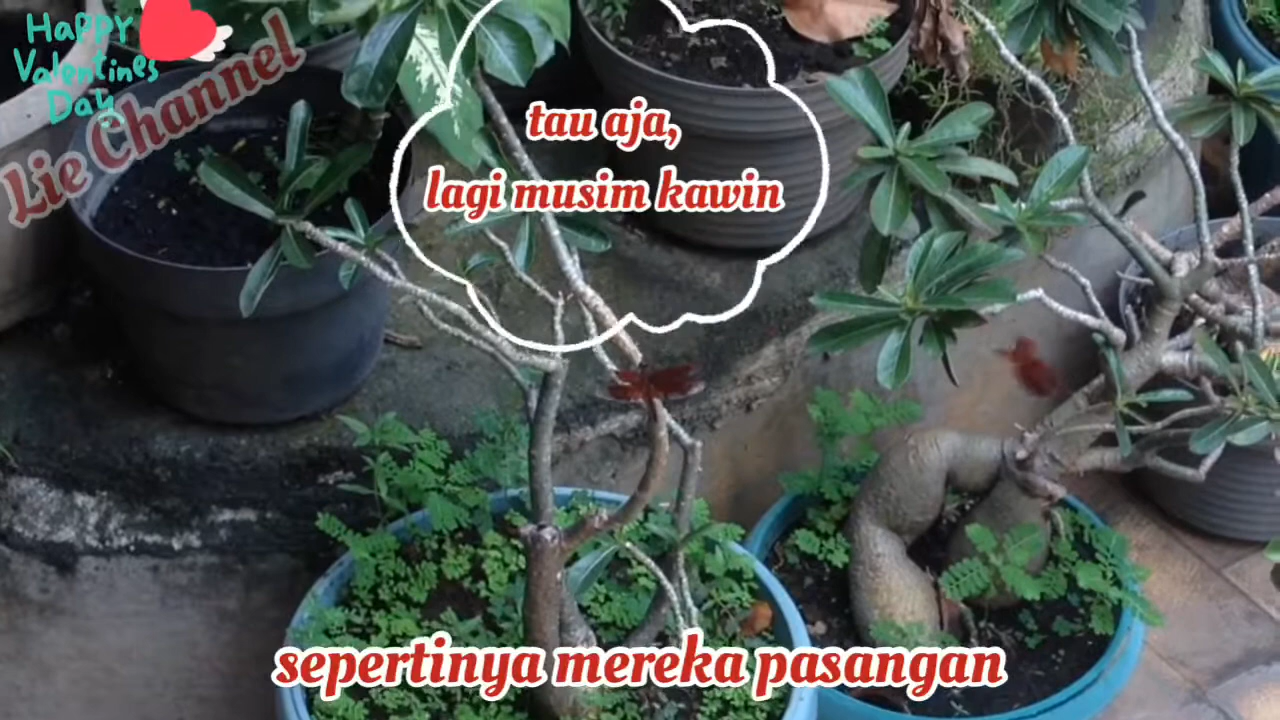 Happy
Valentines
Day
Lie Channel
tau aja,
lagi musim kawin
sepertinya mereka pasangan